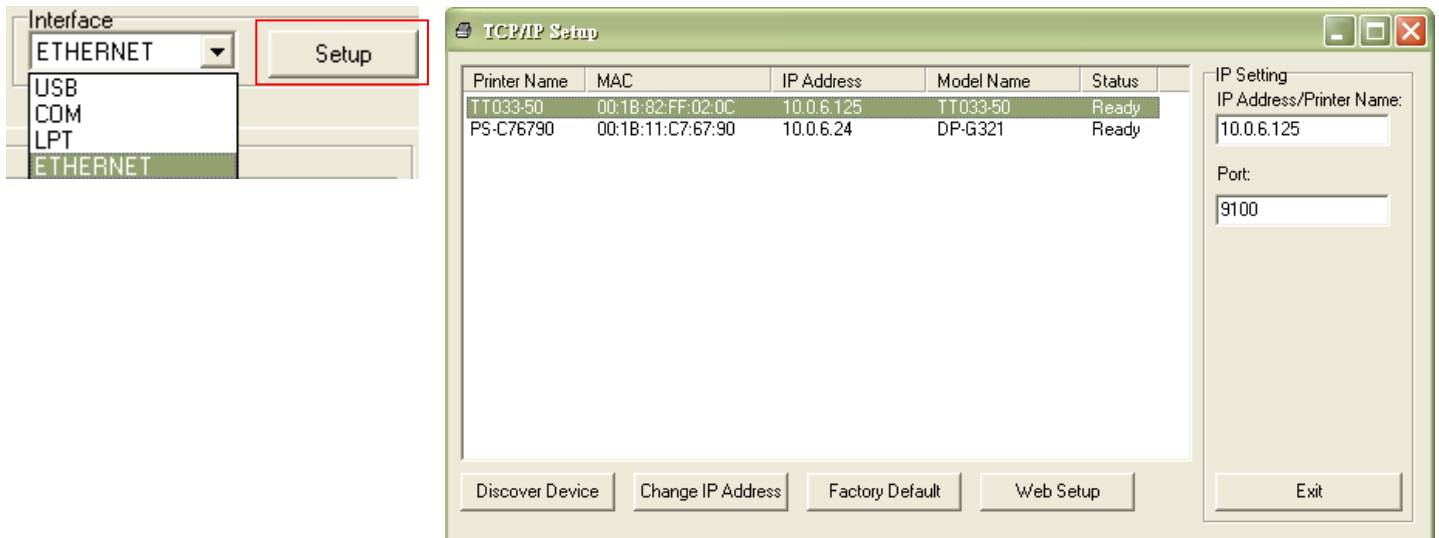 Interface
ETHERNET
Setup
USB
COM
LPT
ETHERNET
TCP/IP Setup
Printer Name MAC IP Address Model Name Status
TT033-50 00:1B:82:FF:02:0C 10.0.6.125 TT033-50 Ready
PS-C76790 00:1B:11:C7:67:90 10.0.6.24 DP-G321 Ready
IP Setting
IP Address/Printer Name:
10.0.6.125
Port:
9100
Discover Device Change IP Address Factory Default Web Setup Exit